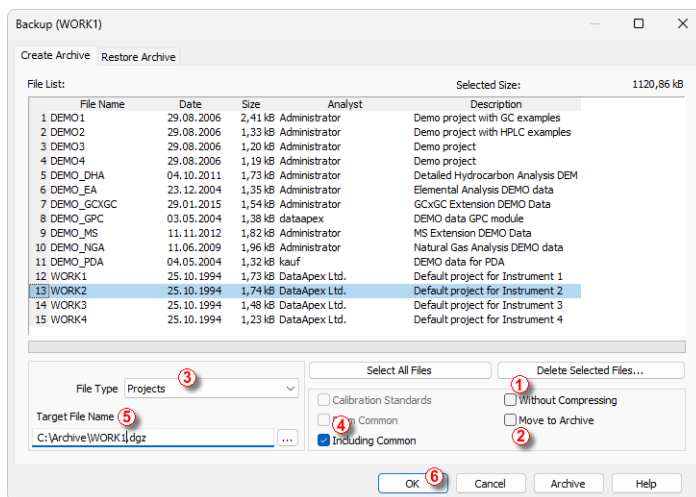 Backup (WORK1)
Create Archive Restore Archive
File List: Selected Size: 1120,86 kB
File Name Date Size Analyst Description
1 DEMO1 29.08.2006 2,41 kB Administrator Demo project with GC examples
2 DEMO2 29.08.2006 1,33 kB Administrator Demo project with HPLC examples
3 DEMO3 29.08.2006 1,20 kB Administrator Demo project
4 DEMO4 29.08.2006 1,19 kB Administrator Demo project
5 DEMO_DHA 04.10.2011 1,73 kB Administrator Detailed Hydrocarbon Analysis DEM
6 DEMO_EA 23.12.2004 1,35 kB Administrator Elemental Analysis DEMO data
7 DEMO_GCXGC 29.01.2015 1,54 kB Administrator GCxGC Extension DEMO Data
8 DEMO_GPC 03.05.2004 1,38 kB dataapex DEMO data GPC module
9 DEMO_MS 11.11.2012 1,82 kB Administrator MS Extension DEMO Data
10 DEMO_NGA 11.06.2009 1,96 kB Administrator Natural Gas Analysis DEMO data
11 DEMO_PDA 04.05.2004 1,32 kB kauf DEMO data for PDA
12 WORK1 25.10.1994 1,73 kB DataApex Ltd. Default project for Instrument 1
13 WORK2 25.10.1994 1,74 kB DataApex Ltd. Default project for Instrument 2
14 WORK3 25.10.1994 1,48 kB DataApex Ltd. Default project for Instrument 3
15 WORK4 25.10.1994 1,23 kB DataApex Ltd. Default project for Instrument 4
Select All Files Delete Selected Files...
3
File Type Projects
1
Calibration Standards Without Compressing
Target File Name 5
4 Common Move to Archive
2
C:\Archive\WORK1.dgz ... Including Common
6
OK Cancel Archive Help